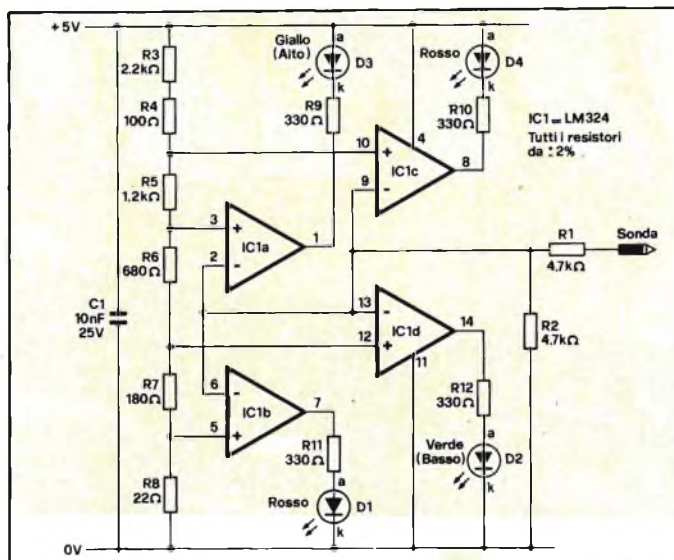 +5V
R3
2.2kΩ
R4
100Ω
R5
1.2kΩ
R6
680Ω
C1
10nF
25V
R7
180Ω
R8
22Ω
0V
Giallo
(Alto)
a
D3
k
R9
330Ω
3
+
2
-
IC1a
1
6
-
5
+
IC1b
7
R11
330Ω
a
Rosso
D1
k
Rosso
a
D4
k
R10
330Ω
10
+
9
-
4
IC1c
8
13
-
12
+
IC1d
11
14
R12
330Ω
Verde
(Basso)
a
D2
k
IC1 = LM324
Tutti i resistori
da ±2%
R1
4.7kΩ
Sonda
R2
4.7kΩ